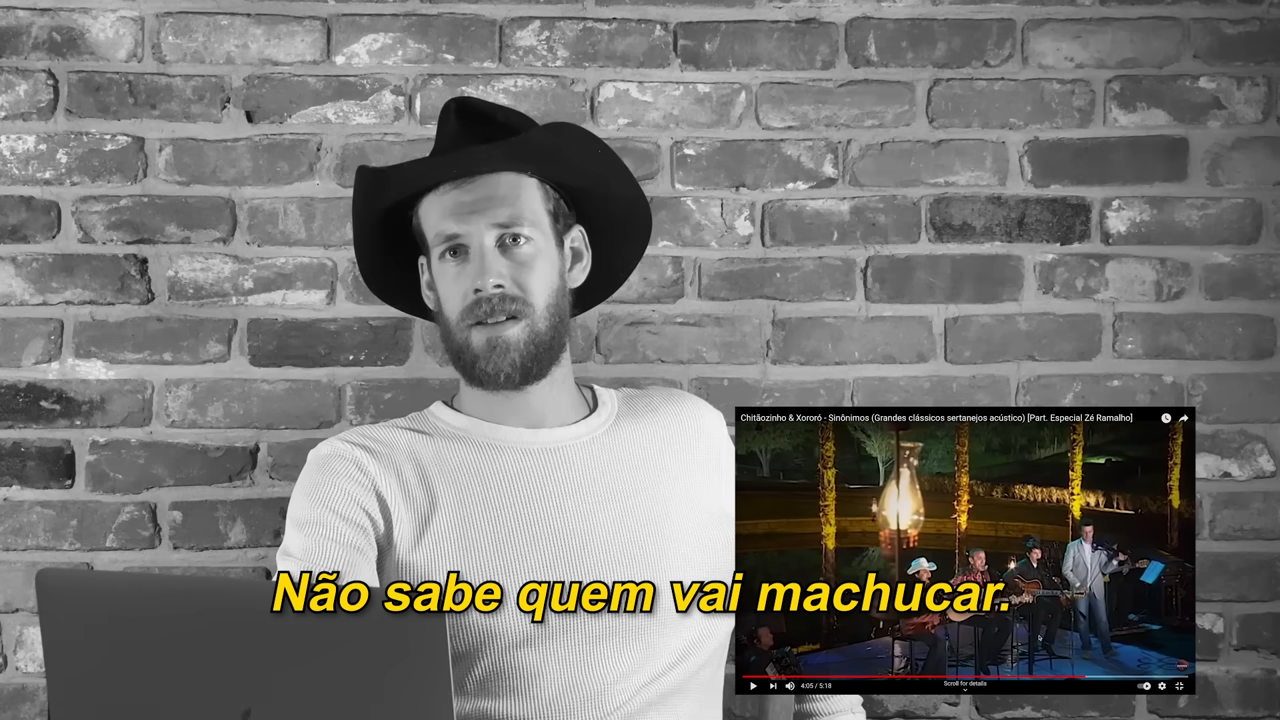 Chitãozinho & Xororó - Sinônimos (Grandes clássicos sertanejos acústico) [Part. Especial Zé Ramalho]
Não sabe quem vai machucar.
4:05 / 5:18
Scroll for details